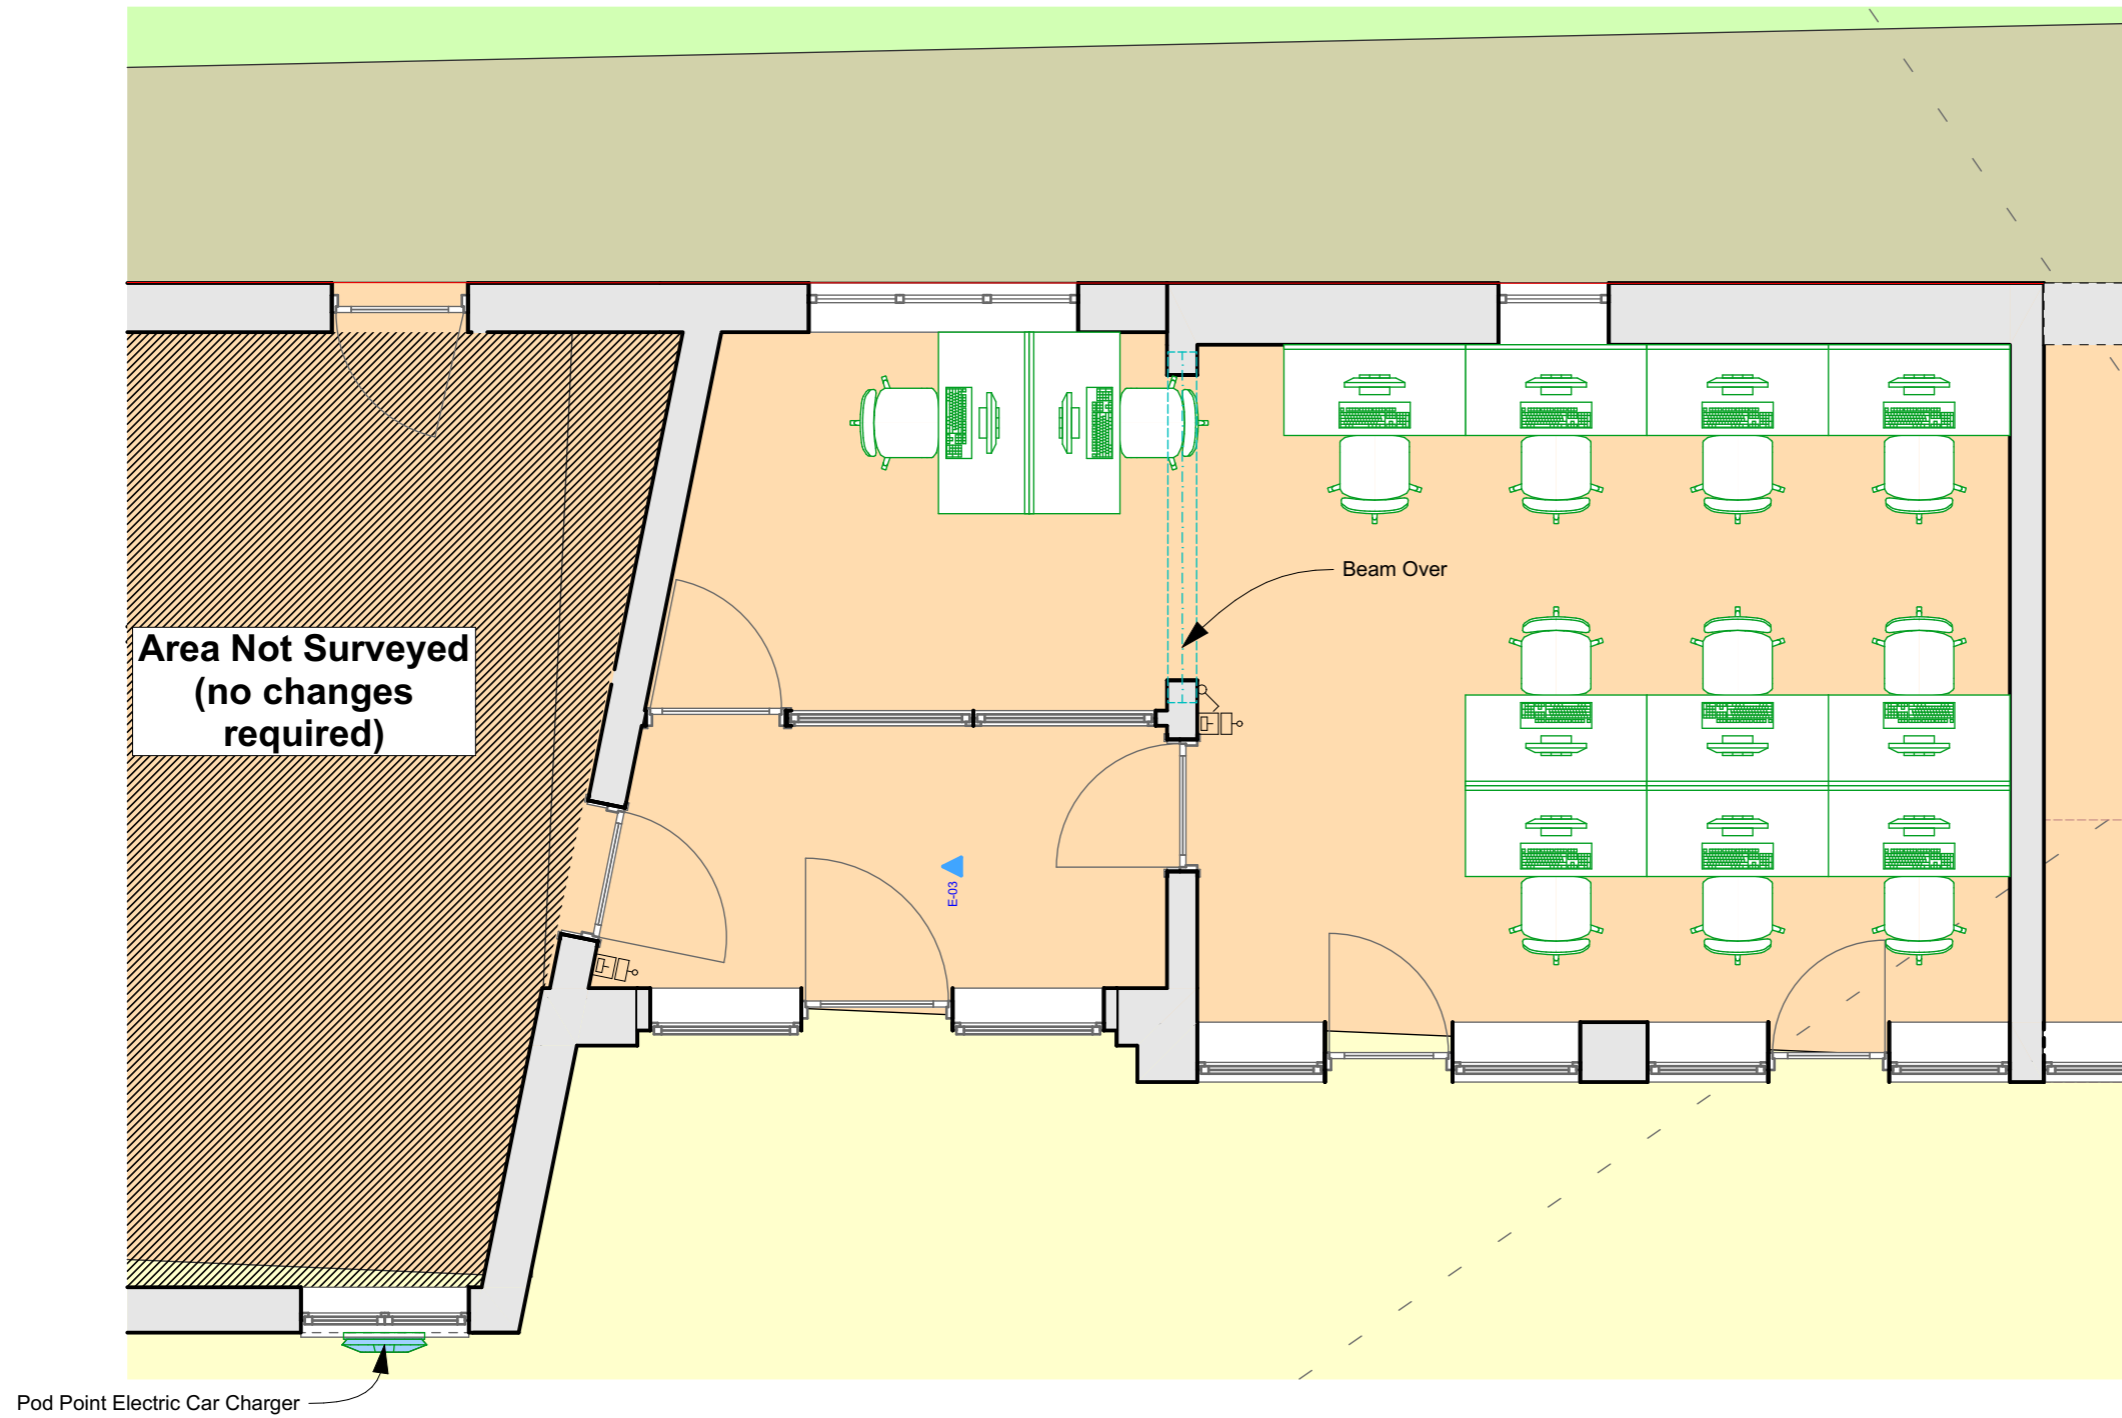 Beam Over
Area Not Surveyed
(no changes
required)
E-03
Pod Point Electric Car Charger